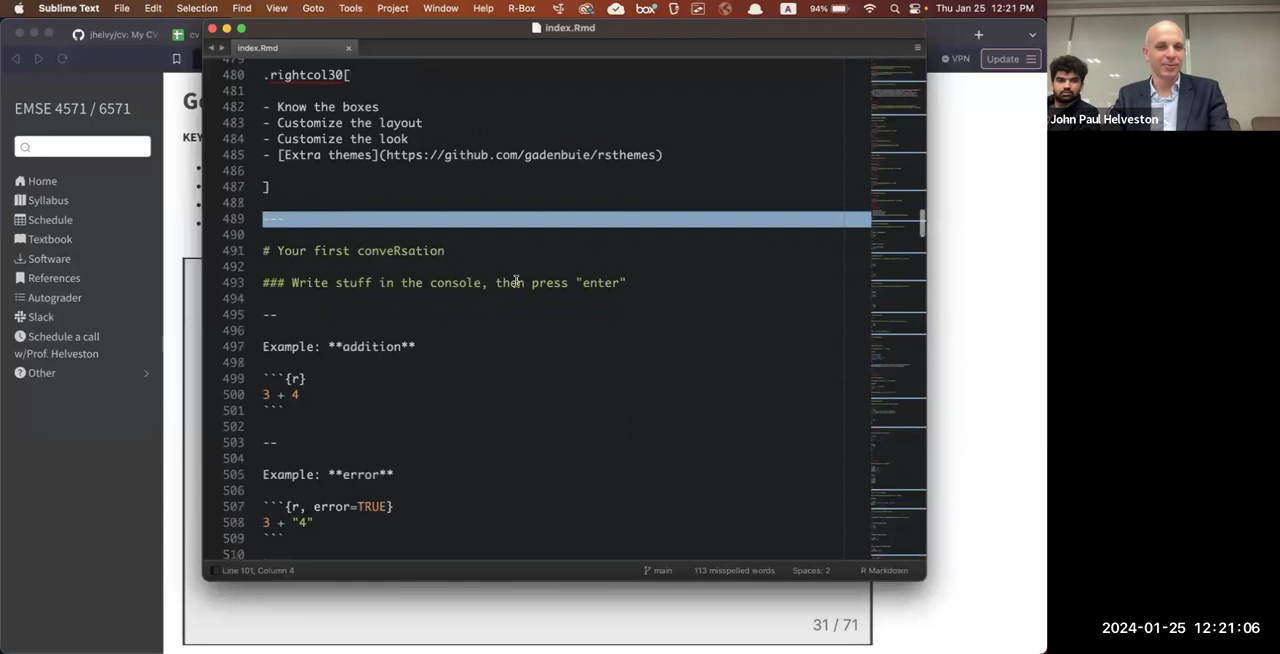 Sublime Text File Edit Selection Find View Goto Tools Project Window Help R-Box
box A 94% Thu Jan 25 12:21 PM
index.Rmd
jhelvy/cv: My CV
cv
VPN
Update
index.Rmd
EMSE 4571 / 6571
Home
Syllabus
Schedule
Textbook
Software
References
Autograder
Slack
Schedule a call
w/Prof. Helveston
Other
KEY
479
480 .rightcol30[
481
482 - Know the boxes
483 - Customize the layout
484 - Customize the look
485 - [Extra themes](https://github.com/gadenbuie/rsthemes)
486
487 ]
488
489 ---
490
491 # Your first conveRsation
492
493 ### Write stuff in the console, then press "enter"
494
495 --
496
497 Example: **addition**
498
499 ```{r}
500 3 + 4
501 ```
502
503 --
504
505 Example: **error**
506
507 ```{r, error=TRUE}
508 3 + "4"
509 ```
510
Line 101, Column 4
main 113 misspelled words Spaces: 2 R Markdown
31 / 71
John Paul Helveston
2024-01-25 12:21:06